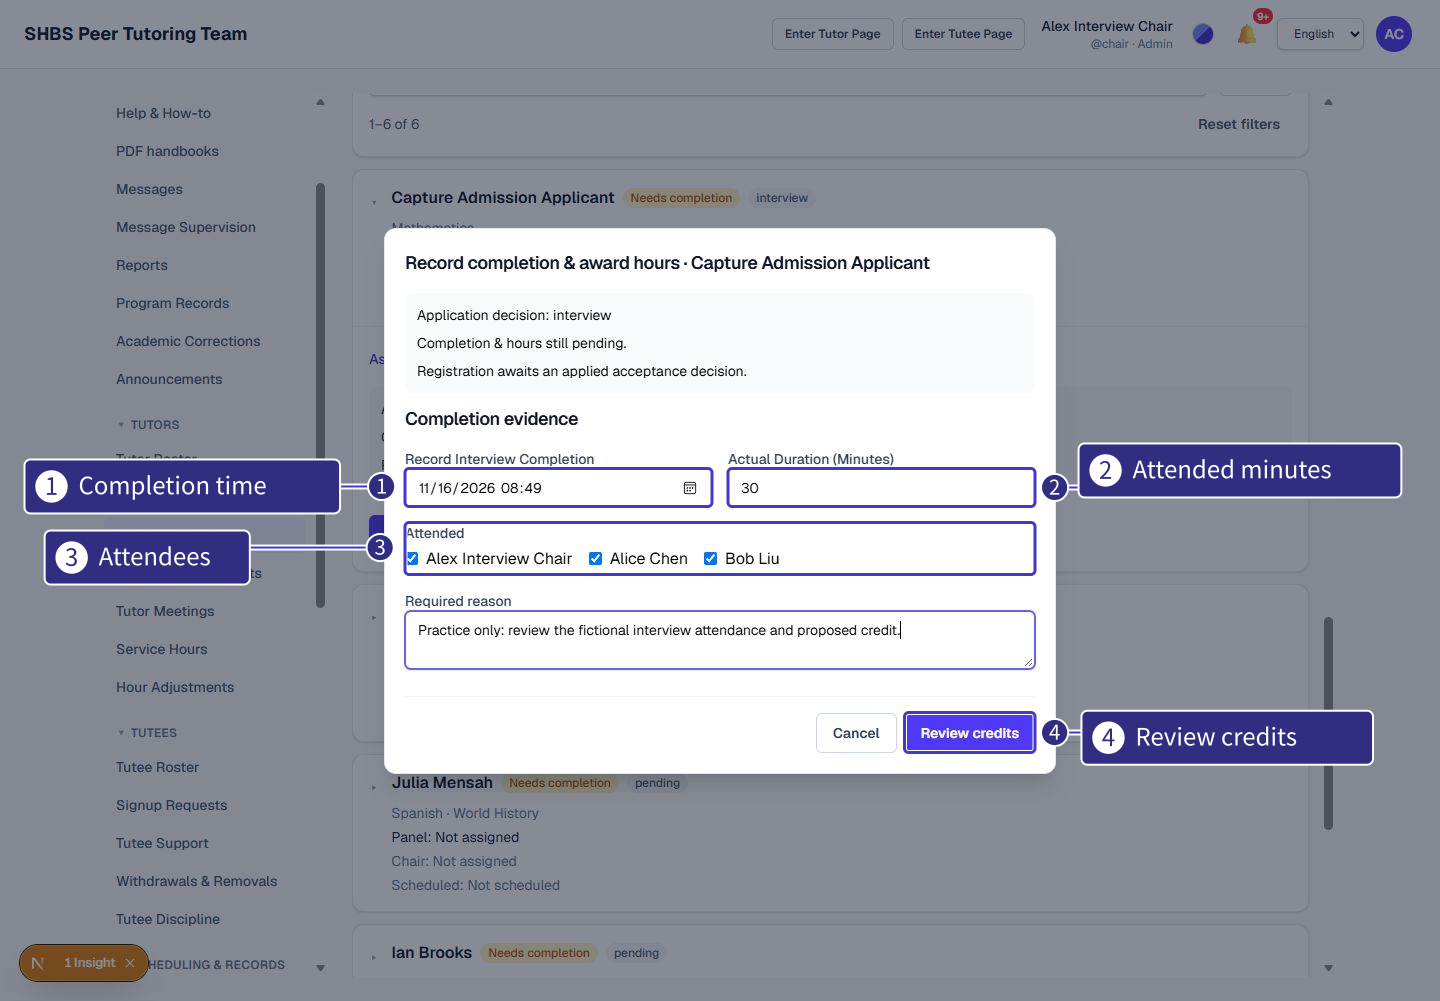 SHBS Peer Tutoring Team
Enter Tutor Page
Enter Tutee Page
Alex Interview Chair
@chair · Admin
9+
English
AC
Help & How-to
PDF handbooks
Messages
Message Supervision
Reports
Program Records
Academic Corrections
Announcements
TUTORS
Tutor Roster
Tutor Meetings
Service Hours
Hour Adjustments
TUTEES
Tutee Roster
Signup Requests
Tutee Support
Withdrawals & Removals
Tutee Discipline
1 Insight
1–6 of 6
Reset filters
Capture Admission Applicant
Needs completion
interview
Mathematics
Record completion & award hours · Capture Admission Applicant
Application decision: interview
Completion & hours still pending.
Registration awaits an applied acceptance decision.
Completion evidence
Record Interview Completion
11/16/2026 08:49
Actual Duration (Minutes)
30
Attended
Alex Interview Chair
Alice Chen
Bob Liu
Required reason
Practice only: review the fictional interview attendance and proposed credit.
Cancel
Review credits
1 Completion time
1
2
2 Attended minutes
3 Attendees
3
4
4 Review credits
Julia Mensah
Needs completion
pending
Spanish · World History
Panel: Not assigned
Chair: Not assigned
Scheduled: Not scheduled
Ian Brooks
Needs completion
pending